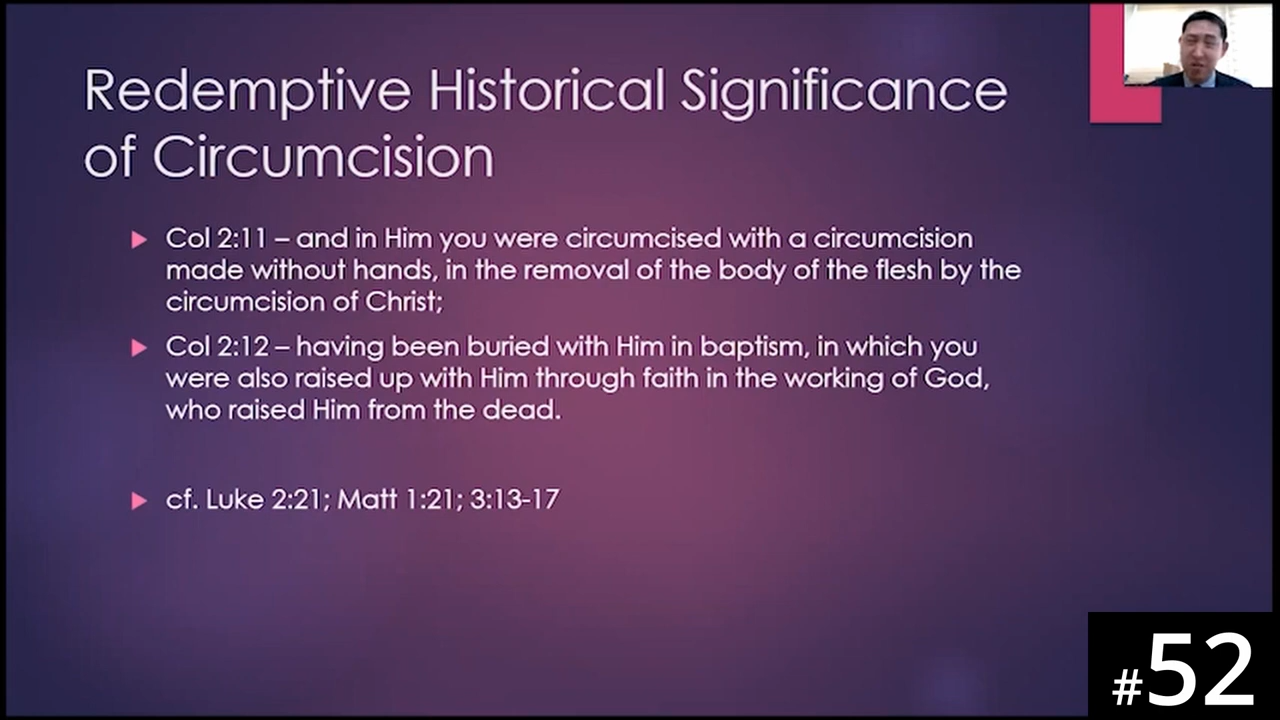 Redemptive Historical Significance
of Circumcision
Col 2:11 – and in Him you were circumcised with a circumcision
made without hands, in the removal of the body of the flesh by the
circumcision of Christ;
Col 2:12 – having been buried with Him in baptism, in which you
were also raised up with Him through faith in the working of God,
who raised Him from the dead.
cf. Luke 2:21; Matt 1:21; 3:13-17
#52